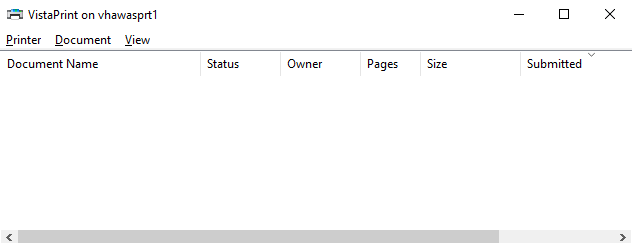 VistaPrint on vhawasprt1
Printer Document View
Document Name Status Owner Pages Size Submitted